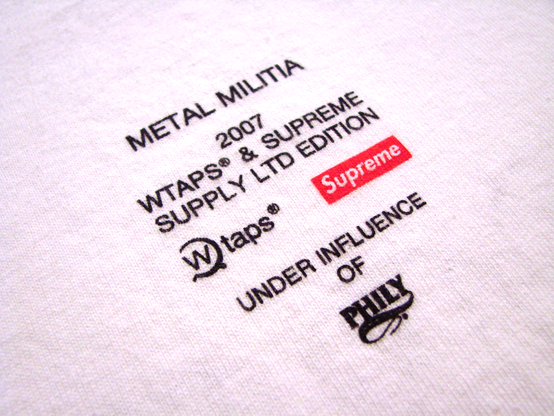 METAL MILITIA
2007
WTAPS® & SUPREME
SUPPLY LTD EDITION
Wtaps® Supreme
UNDER INFLUENCE
OF
PHILY